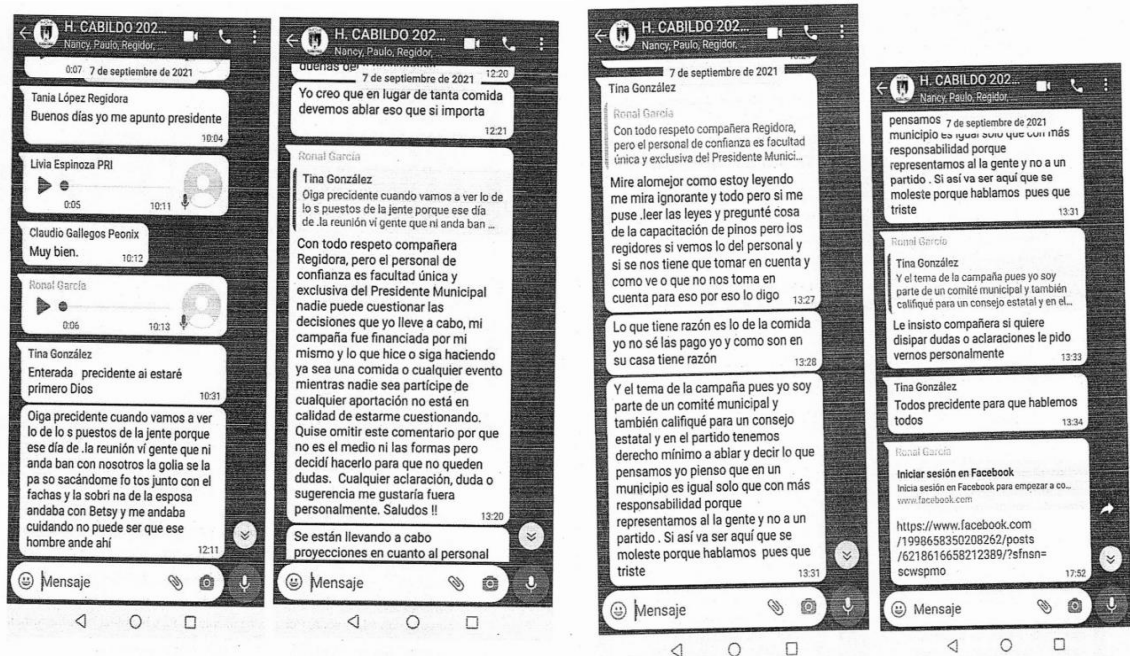 H. CABILDO 202...
Nancy, Paulo, Regidor, ...
0:07
7 de septiembre de 2021
Tania López Regidora
Buenos días yo me apunto presidente
10:04
Livia Espinoza PRI
0:05
10:11
Claudio Gallegos Peonix
Muy bien.
10:12
Ronal García
0:06
10:13
Tina González
Enterada precidente ai estaré
primero Dios
10:31
Oiga precidente cuando vamos a ver
lo de lo s puestos de la jente porque
ese día de .la reunión ví gente que ni
anda ban con nosotros la golia se la
pa so sacándome fo tos junto con el
fachas y la sobri na de la esposa
andaba con Betsy y me andaba
cuidando no puede ser que ese
hombre ande ahí
12:11
Mensaje
H. CABILDO 202...
Nancy, Paulo, Regidor, ...
7 de septiembre de 2021
12:20
Yo creo que en lugar de tanta comida
devemos ablar eso que si importa
12:21
Ronal García
Tina González
Oiga precidente cuando vamos a ver lo de
lo s puestos de la jente porque ese día
de .la reunión ví gente que ni anda ban ...
Con todo respeto compañera
Regidora, pero el personal de
confianza es facultad única y
exclusiva del Presidente Municipal
nadie puede cuestionar las
decisiones que yo lleve a cabo, mi
campaña fue financiada por mi
mismo y lo que hice o siga haciendo
ya sea una comida o cualquier evento
mientras nadie sea partícipe de
cualquier aportación no está en
calidad de estarme cuestionando.
Quise omitir este comentario por que
no es el medio ni las formas pero
decidí hacerlo para que no queden
dudas. Cualquier aclaración, duda o
sugerencia me gustaría fuera
personalmente. Saludos !!
13:20
Se están llevando a cabo
proyecciones en cuanto al personal
Mensaje
H. CABILDO 202...
Nancy, Paulo, Regidor, ...
7 de septiembre de 2021
Tina González
Ronal García
Con todo respeto compañera Regidora,
pero el personal de confianza es facultad
única y exclusiva del Presidente Munici...
Mire alomejor como estoy leyendo
me mira ignorante y todo pero si me
puse .leer las leyes y pregunté cosa
de la capacitación de pinos pero los
regidores si vemos lo del personal y
si se nos tiene que tomar en cuenta y
como ve o que no nos toma en
cuenta para eso por eso lo digo
13:27
Lo que tiene razón es lo de la comida
yo no sé las pago yo y como son en
su casa tiene razón
13:28
Y el tema de la campaña pues yo soy
parte de un comité municipal y
también califiqué para un consejo
estatal y en el partido tenemos
derecho mínimo a ablar y decir lo que
pensamos yo pienso que en un
municipio es igual solo que con más
responsabilidad porque
representamos al la gente y no a un
partido . Si así va ser aquí que se
moleste porque hablamos pues que
triste
13:31
Mensaje
H. CABILDO 202...
Nancy, Paulo, Regidor, ...
pensamos
7 de septiembre de 2021
municipio es igual solo que con más
responsabilidad porque
representamos al la gente y no a un
partido . Si así va ser aquí que se
moleste porque hablamos pues que
triste
13:31
Ronal García
Tina González
Y el tema de la campaña pues yo soy
parte de un comité municipal y también
califiqué para un consejo estatal y en el...
Le insisto compañera si quiere
disipar dudas o aclaraciones le pido
vernos personalmente
13:33
Tina González
Todos precidente para que hablemos
todos
13:34
Ronal García
Iniciar sesión en Facebook
Inicia sesión en Facebook para empezar a co...
www.facebook.com
https://www.facebook.com
/1998658350208262/posts
/6218616658212389/?sfnsn=
scwspmo
17:52
Mensaje